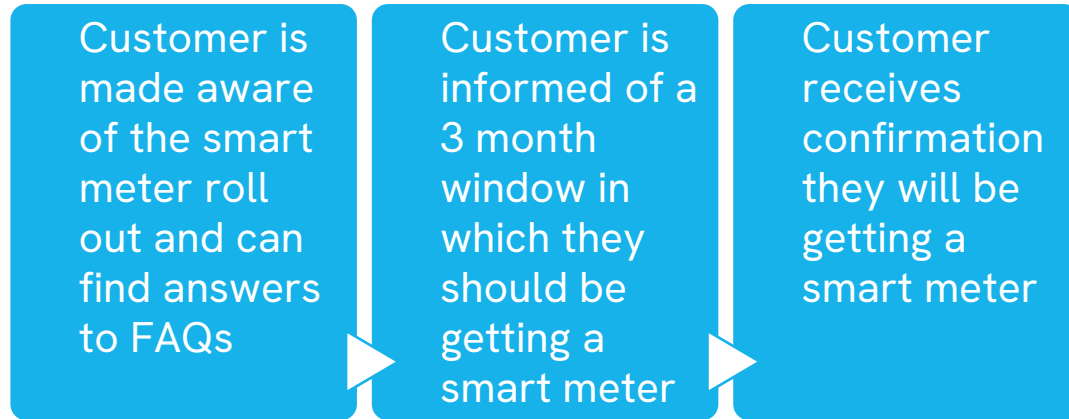 Customer is
made aware
of the smart
meter roll
out and can
find answers
to FAQs
Customer is
informed of a
3 month
window in
which they
should be
getting a
smart meter
Customer
receives
confirmation
they will be
getting a
smart meter